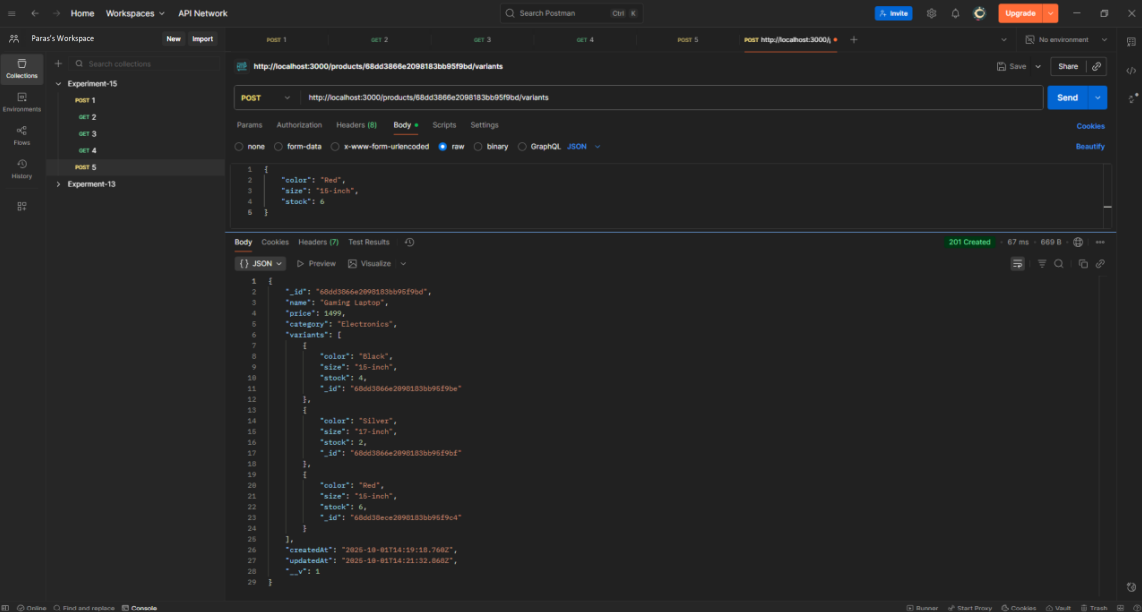 Home Workspaces API Network Search Postman Ctrl K Invite Upgrade
Paras's Workspace New Import POST 1 GET 2 GET 3 GET 4 POST 5 POST http://localhost:3000/ No environment
Collections
Search collections
http://localhost:3000/products/68dd3866e2098183bb95f9bd/variants Save Share
Experiment-15
POST 1
GET 2
GET 3
GET 4
POST 5
Experment-13
Environments
Flows
History
POST http://localhost:3000/products/68dd3866e2098183bb95f9bd/variants Send
Params Authorization Headers (8) Body Scripts Settings Cookies
none form-data x-www-form-urlencoded raw binary GraphQL JSON Beautify
1 {
2 "color": "Red",
3 "size": "15-inch",
4 "stock": 6
5 }
Body Cookies Headers (7) Test Results 201 Created 67 ms 669 B
{} JSON Preview Visualize
1 {
2 "_id": "68dd3866e2098183bb95f9bd",
3 "name": "Gaming Laptop",
4 "price": 1499,
5 "category": "Electronics",
6 "variants": [
7 {
8 "color": "Black",
9 "size": "15-inch",
10 "stock": 4,
11 "_id": "68dd3866e2098183bb95f9be"
12 },
13 {
14 "color": "Silver",
15 "size": "17-inch",
16 "stock": 2,
17 "_id": "68dd3866e2098183bb95f9bf"
18 },
19 {
20 "color": "Red",
21 "size": "15-inch",
22 "stock": 6,
23 "_id": "68dd38ece2098183bb95f9c4"
24 }
25 ],
26 "createdAt": "2025-10-01T14:19:18.760Z",
27 "updatedAt": "2025-10-01T14:21:32.868Z",
28 "__v": 1
29 }
Online Find and replace Console Runner Start Proxy Cookies Vault Trash